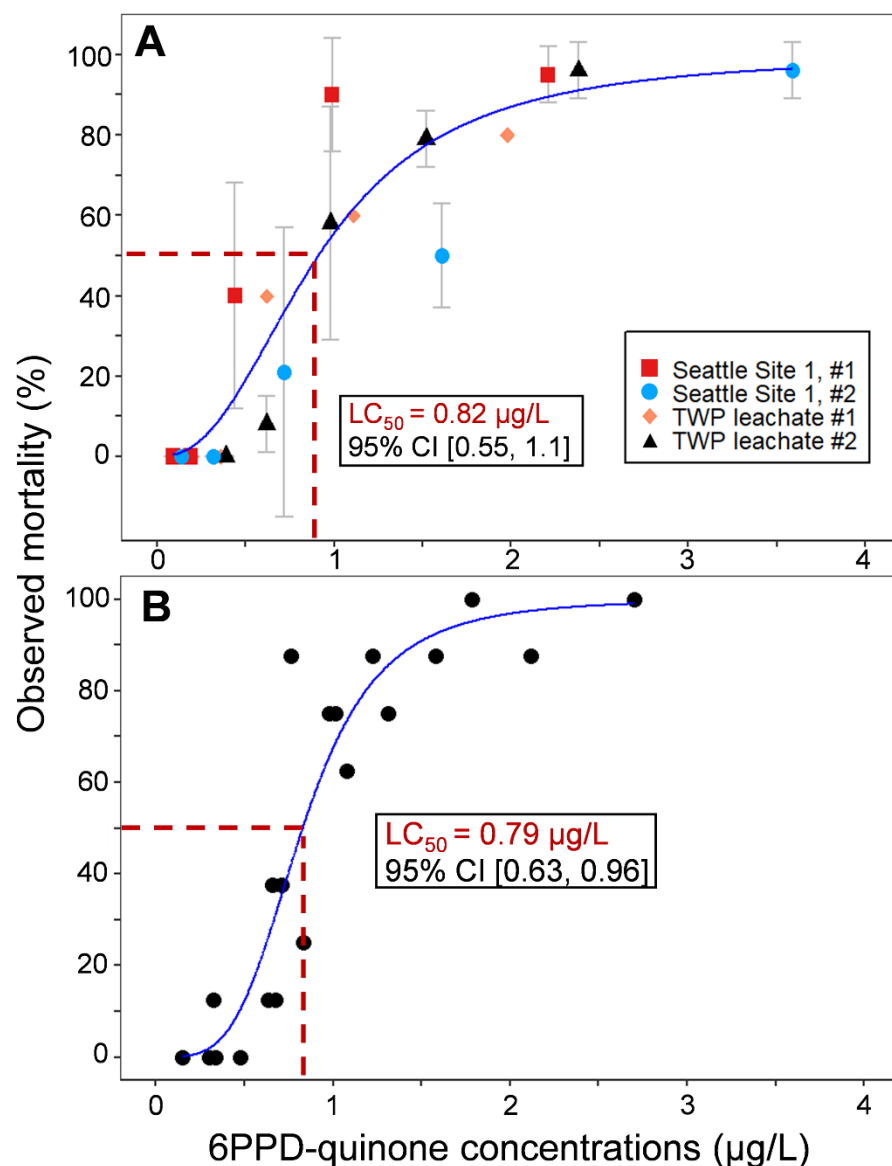 A
100
80
60
40
20
0
Seattle Site 1, #1
Seattle Site 1, #2
TWP leachate #1
TWP leachate #2
LC50 = 0.82 µg/L
95% CI [0.55, 1.1]
0 1 2 3 4
Observed mortality (%)
B
100
80
60
40
20
0
LC50 = 0.79 µg/L
95% CI [0.63, 0.96]
0 1 2 3 4
6PPD-quinone concentrations (µg/L)